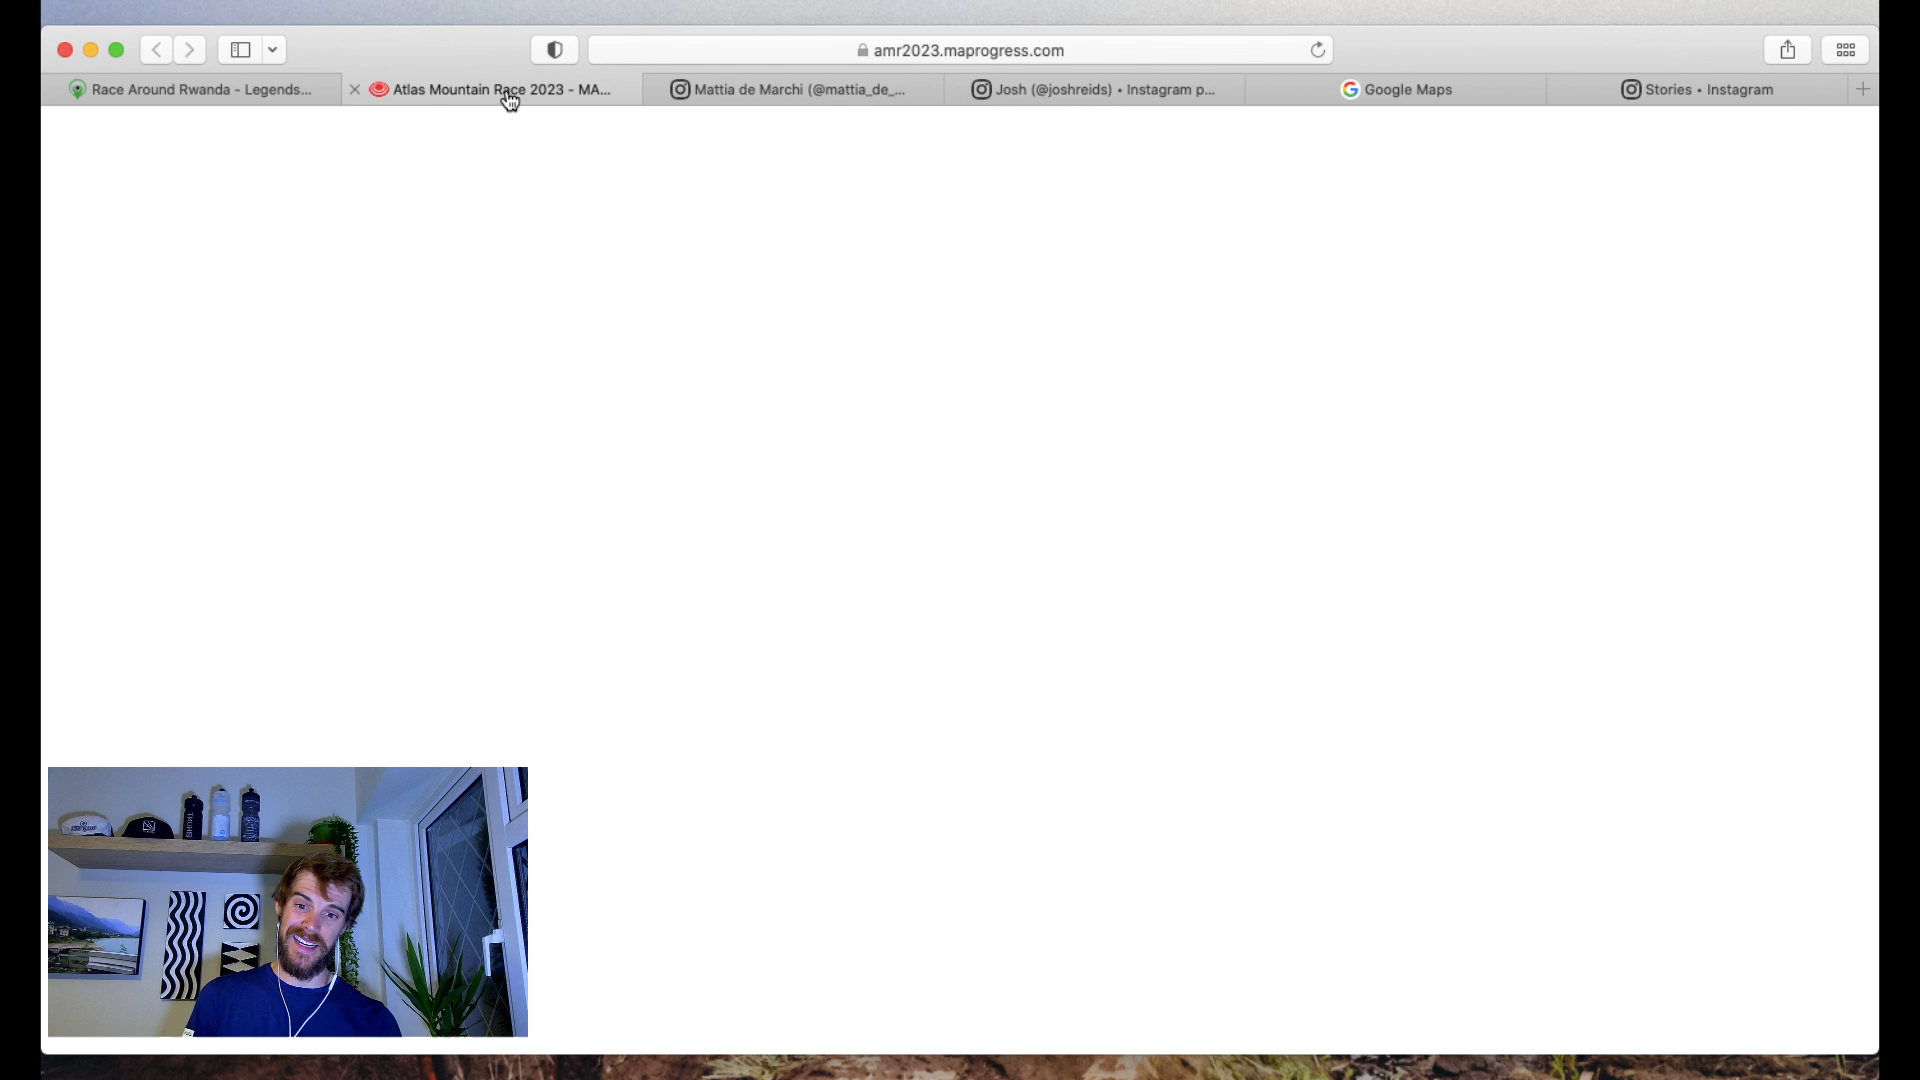 amr2023.maprogress.com
Race Around Rwanda - Legends...
Atlas Mountain Race 2023 - MA...
Mattia de Marchi (@mattia_de_...
Josh (@joshreids) • Instagram p...
Google Maps
Stories • Instagram